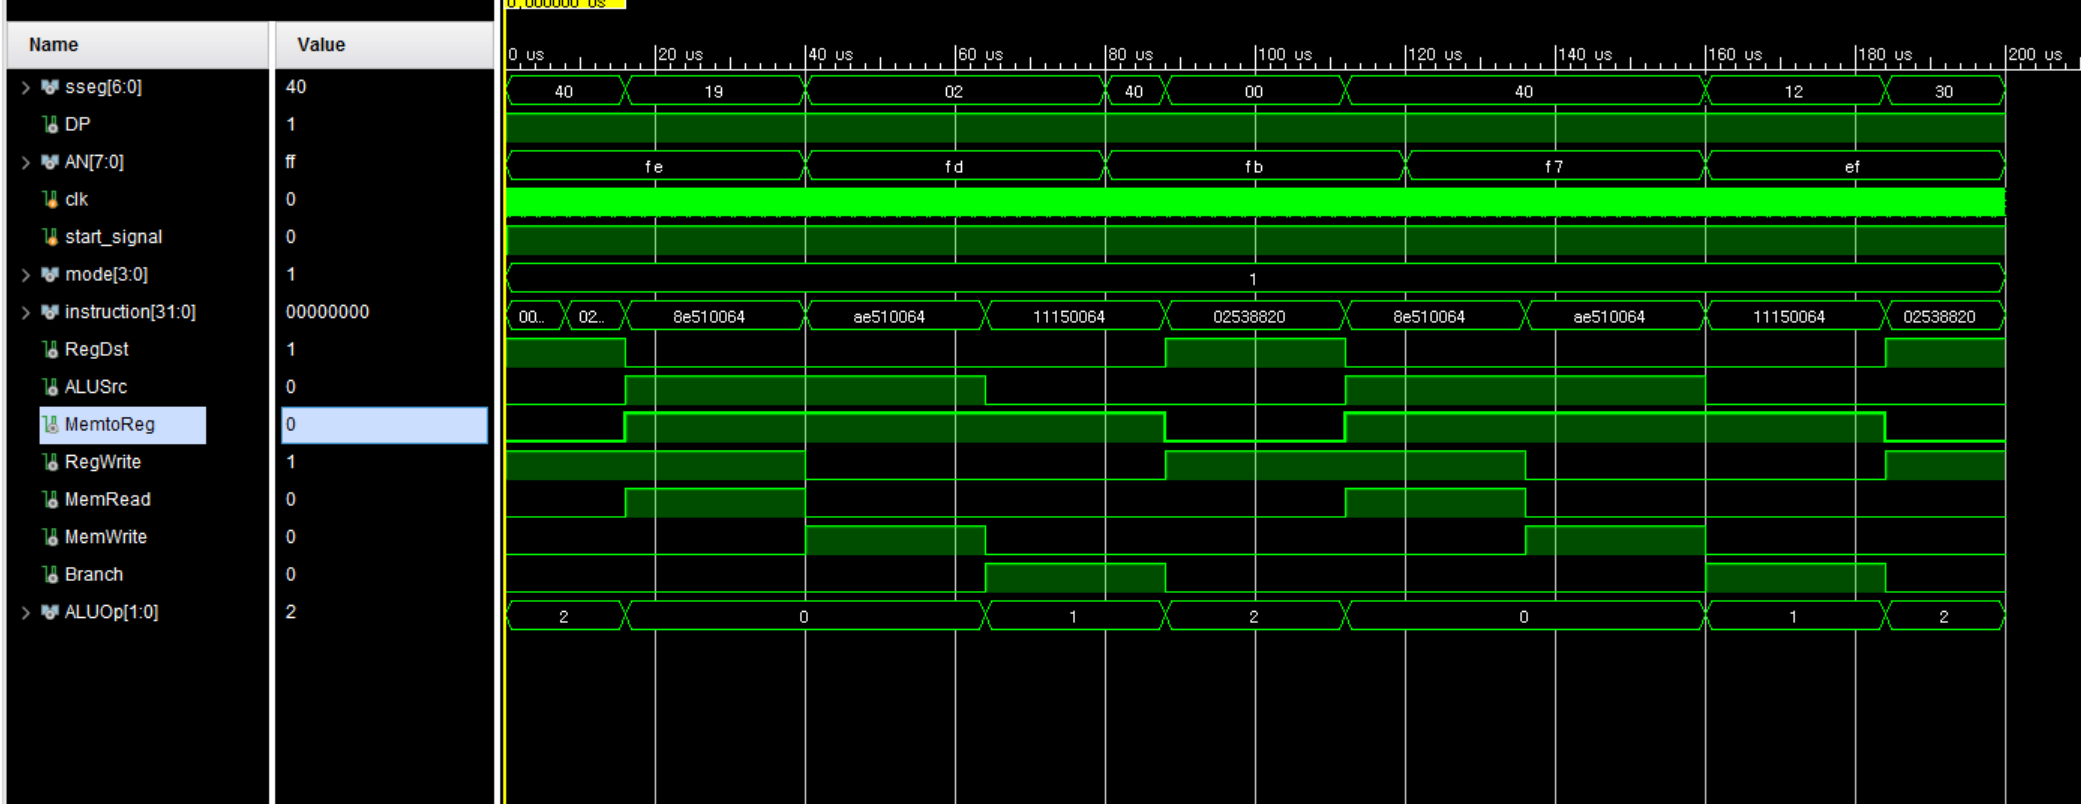 0,000000 us
Name Value
0 us 20 us 40 us 60 us 80 us 100 us 120 us 140 us 160 us 180 us 200 us
sseg[6:0] 40 40 19 02 40 00 40 12 30
DP 1
AN[7:0] ff fe fd fb f7 ef
clk 0
start_signal 0
mode[3:0] 1 1
instruction[31:0] 00000000 00... 02... 8e510064 ae510064 11150064 02538820 8e510064 ae510064 11150064 02538820
RegDst 1
ALUSrc 0
MemtoReg 0
RegWrite 1
MemRead 0
MemWrite 0
Branch 0
ALUOp[1:0] 2 2 0 1 2 0 1 2